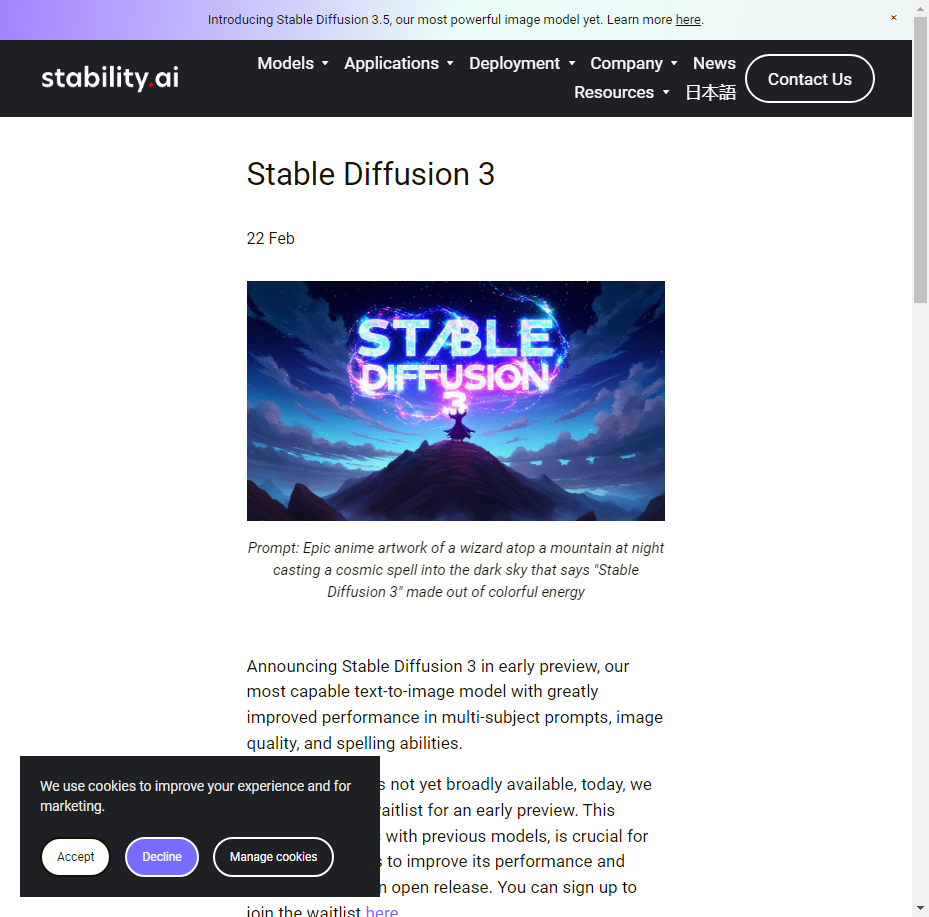 Introducing Stable Diffusion 3.5, our most powerful image model yet. Learn more here.
×
stability.ai
Models
Applications
Deployment
Company
News
Resources
日本語
Contact Us
Stable Diffusion 3
22 Feb
STABLE
DIFFUSION
3
Prompt: Epic anime artwork of a wizard atop a mountain at night
casting a cosmic spell into the dark sky that says "Stable
Diffusion 3" made out of colorful energy
Announcing Stable Diffusion 3 in early preview, our
most capable text-to-image model with greatly
improved performance in multi-subject prompts, image
quality, and spelling abilities.
not yet broadly available, today, we
for an early preview. This
with previous models, is crucial for
to improve its performance and
open release. You can sign up to
join the waitlist here
We use cookies to improve your experience and for
marketing.
Accept
Decline
Manage cookies